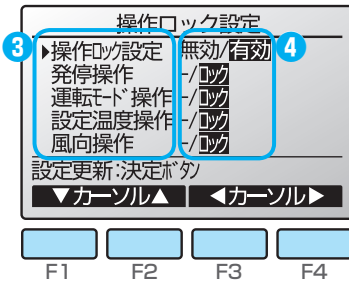 操作ロック設定
3 ▶操作ﾛｯｸ設定 無効/有効 4
発停操作 -/ﾛｯｸ
運転ﾓｰﾄﾞ操作 -/ﾛｯｸ
設定温度操作 -/ﾛｯｸ
風向操作 -/ﾛｯｸ
設定更新:決定ﾎﾞﾀﾝ
▼カーソル▲ ◀カーソル▶
F1 F2 F3 F4